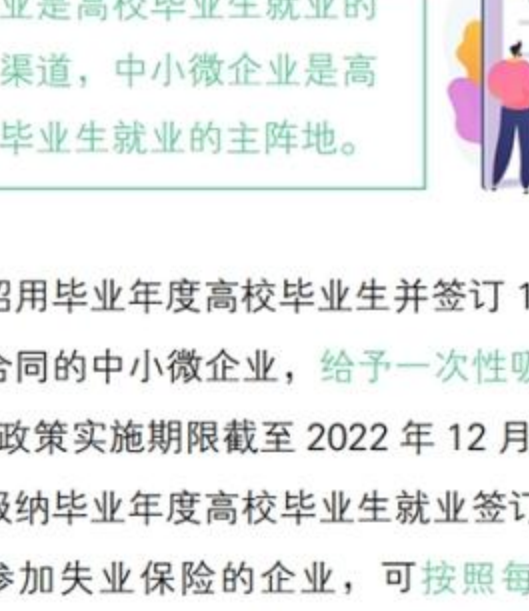 业是高校毕业生就业的
渠道，中小微企业是高
毕业生就业的主阵地。
招用毕业年度高校毕业生并签订 1
合同的中小微企业，给予一次性吸
政策实施期限截至 2022 年 12 月
吸纳毕业年度高校毕业生就业签订
参加失业保险的企业，可按照每